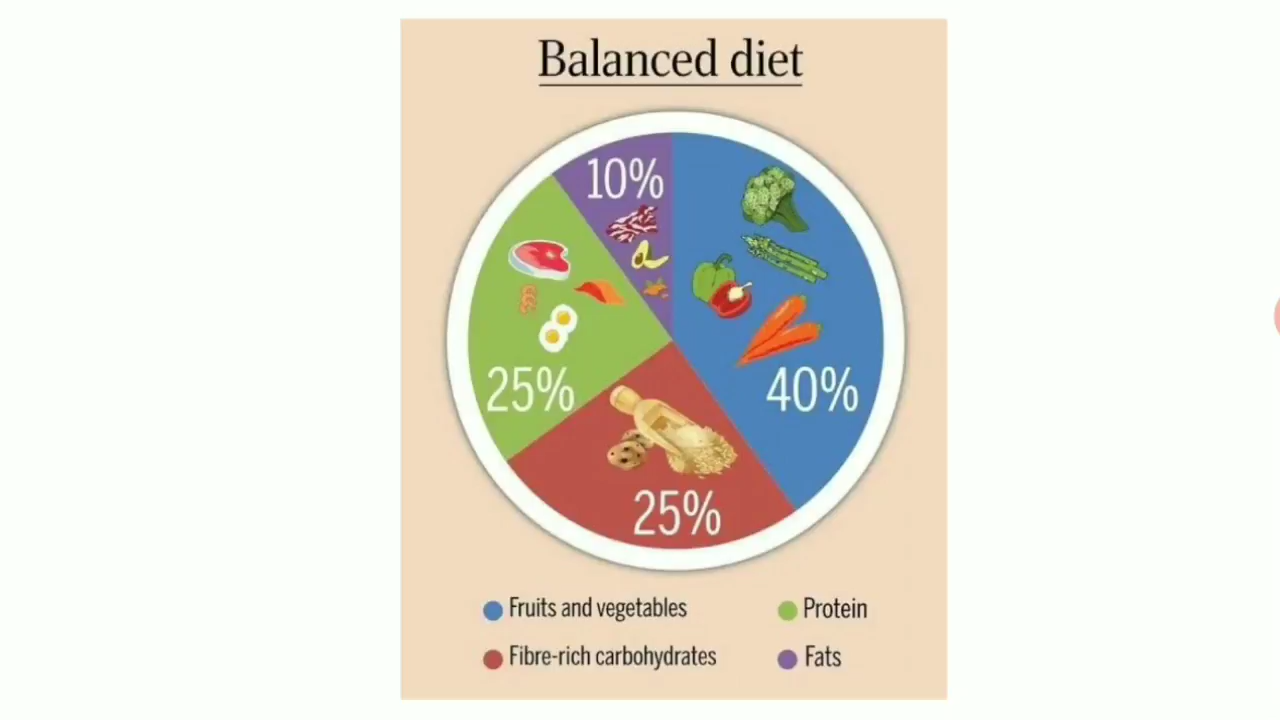 Balanced diet
10%
40%
25%
25%
Fruits and vegetables
Protein
Fibre-rich carbohydrates
Fats